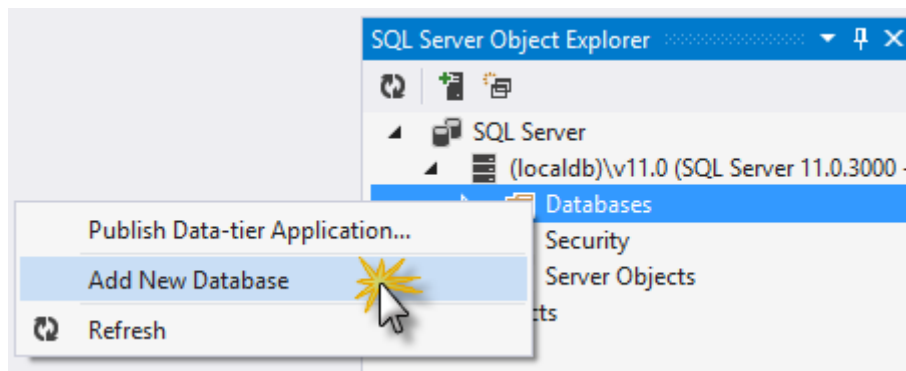 SQL Server Object Explorer
SQL Server
(localdb)\v11.0 (SQL Server 11.0.3000 -
Databases
Publish Data-tier Application...
Security
Add New Database
Server Objects
cts
Refresh